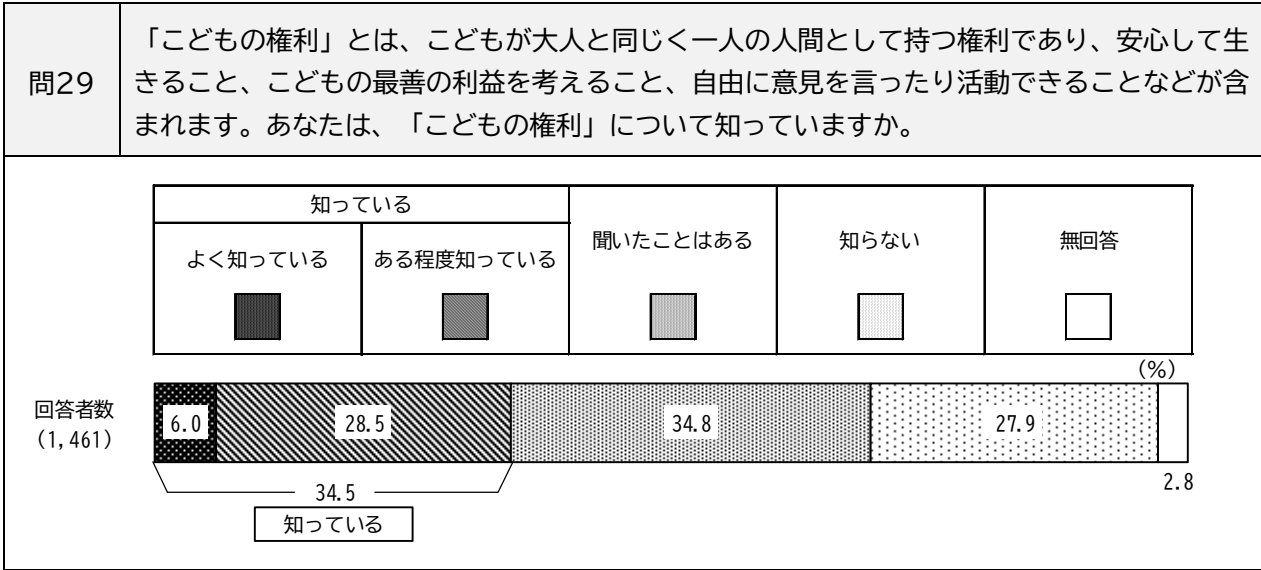 問29
「こどもの権利」とは、こどもが大人と同じく一人の人間として持つ権利であり、安心して生
きること、こどもの最善の利益を考えること、自由に意見を言ったり活動できることなどが含
まれます。あなたは、「こどもの権利」について知っていますか。
知っている
よく知っている
ある程度知っている
聞いたことはある
知らない
無回答
(%)
回答者数
(1,461)
6.0
28.5
34.8
27.9
2.8
34.5
知っている